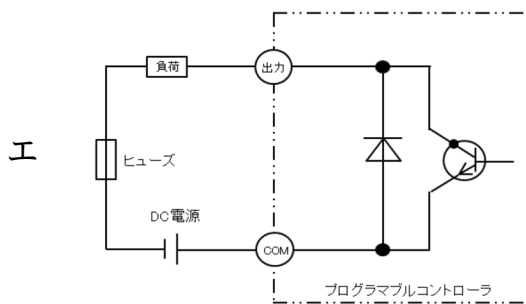 負荷
出力
エ
ヒューズ
DC電源
COM
プログラマブルコントローラ